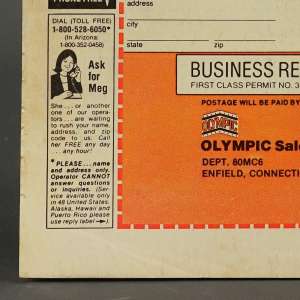 DIAL (TOLL FREE)
1-800-528-6050*
(In Arizona:
1-800-352-0458)
Ask
for
Meg
She... or another
one of our opera-
tors... are waiting
to rush your name,
address, and zip
code to us. Call
her FREE any day
... any hour!
*PLEASE...name
and address only.
Operator CANNOT
answer questions
or inquiries. (Ser-
vice available only
in 48 United States.
Alaska, Hawaii and
Puerto Rico please
use reply label →).
address
city
state zip
BUSINESS RE
FIRST CLASS PERMIT NO. 3
POSTAGE WILL BE PAID BY
OLYMPIC
OLYMPIC Sal
DEPT. 80MC6
ENFIELD, CONNECTI